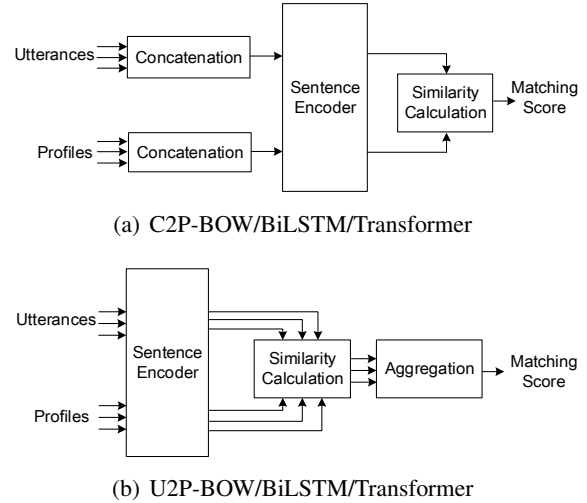 Utterances
Concatenation
Profiles
Concatenation
Sentence
Encoder
Similarity
Calculation
Matching
Score
(a) C2P-BOW/BiLSTM/Transformer
Utterances
Profiles
Sentence
Encoder
Similarity
Calculation
Aggregation
Matching
Score
(b) U2P-BOW/BiLSTM/Transformer